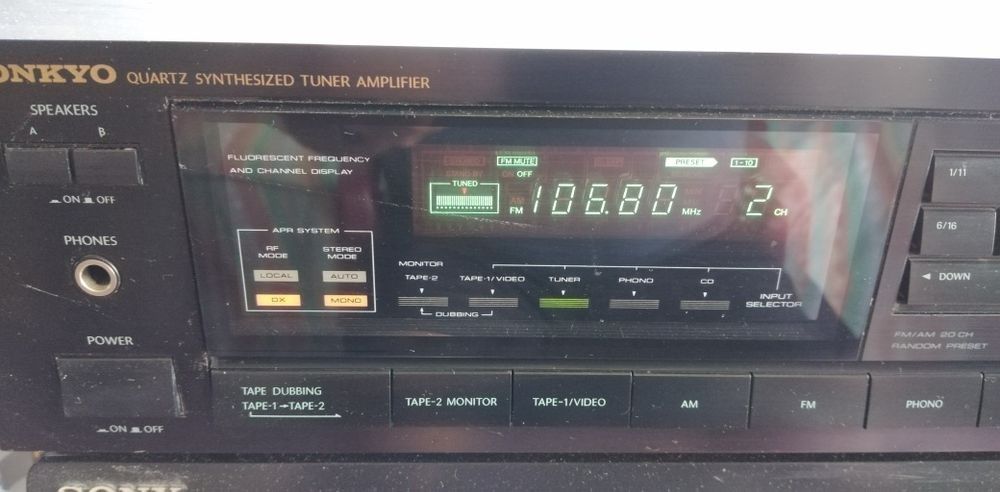 ONKYO QUARTZ SYNTHESIZED TUNER AMPLIFIER
SPEAKERS
A B
ON OFF
PHONES
POWER
ON OFF
FLUORESCENT FREQUENCY
AND CHANNEL DISPLAY
FM MUTE
ON OFF
PRESET 1-10
STAND BY
TUNED
AM
FM 106.80 MHz 2 CH
APR SYSTEM
RF MODE
STEREO MODE
LOCAL AUTO
DX MONO
MONITOR
TAPE-2 TAPE-1/VIDEO TUNER PHONO CD
INPUT SELECTOR
DUBBING
1/11
6/16
DOWN
FM/AM 20 CH
RANDOM PRESET
TAPE DUBBING
TAPE-1→TAPE-2
TAPE-2 MONITOR
TAPE-1/VIDEO
AM
FM
PHONO
SONY